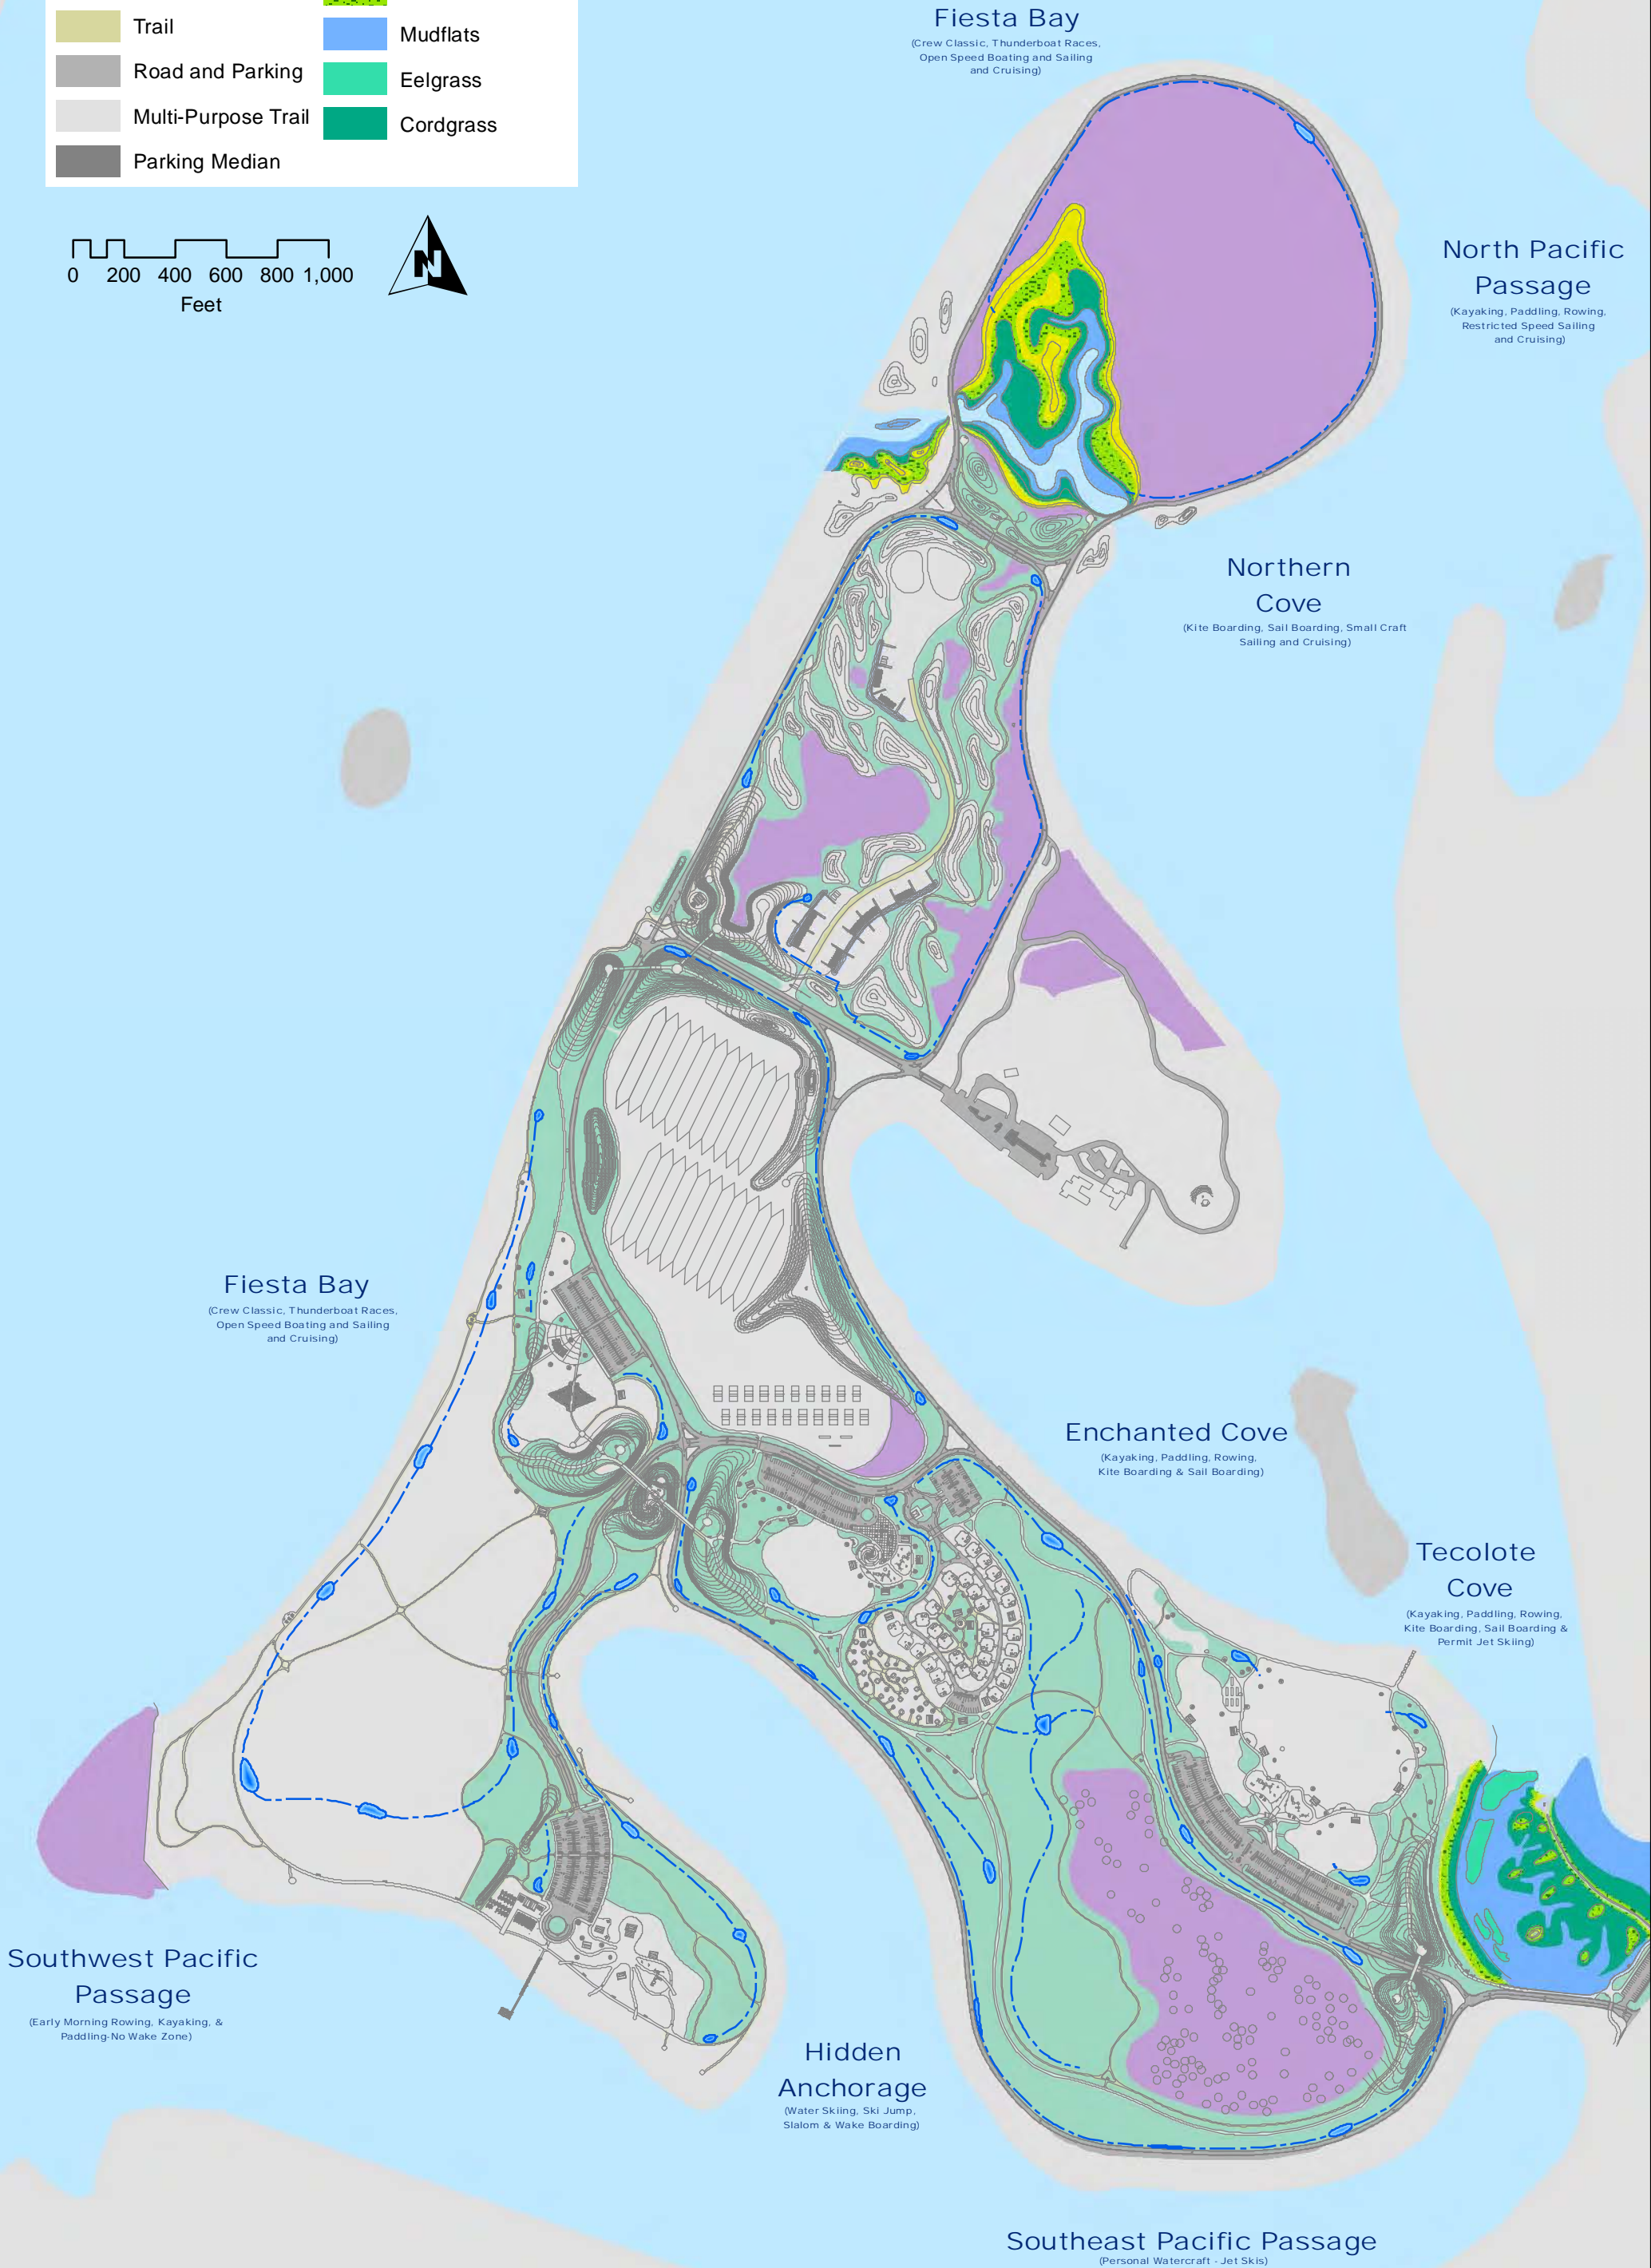 Trail
Road and Parking
Multi-Purpose Trail
Parking Median
Mudflats
Eelgrass
Cordgrass
0 200 400 600 800 1,000
Feet
N
Fiesta Bay
(Crew Classic, Thunderboat Races,
Open Speed Boating and Sailing
and Cruising)
North Pacific
Passage
(Kayaking, Paddling, Rowing,
Restricted Speed Sailing
and Cruising)
Northern
Cove
(Kite Boarding, Sail Boarding, Small Craft
Sailing and Cruising)
Fiesta Bay
(Crew Classic, Thunderboat Races,
Open Speed Boating and Sailing
and Cruising)
Enchanted Cove
(Kayaking, Paddling, Rowing,
Kite Boarding & Sail Boarding)
Tecolote
Cove
(Kayaking, Paddling, Rowing,
Kite Boarding, Sail Boarding &
Permit Jet Skiing)
Southwest Pacific
Passage
(Early Morning Rowing, Kayaking, &
Paddling-No Wake Zone)
Hidden
Anchorage
(Water Skiing, Ski Jump,
Slalom & Wake Boarding)
Southeast Pacific Passage
(Personal Watercraft - Jet Skis)